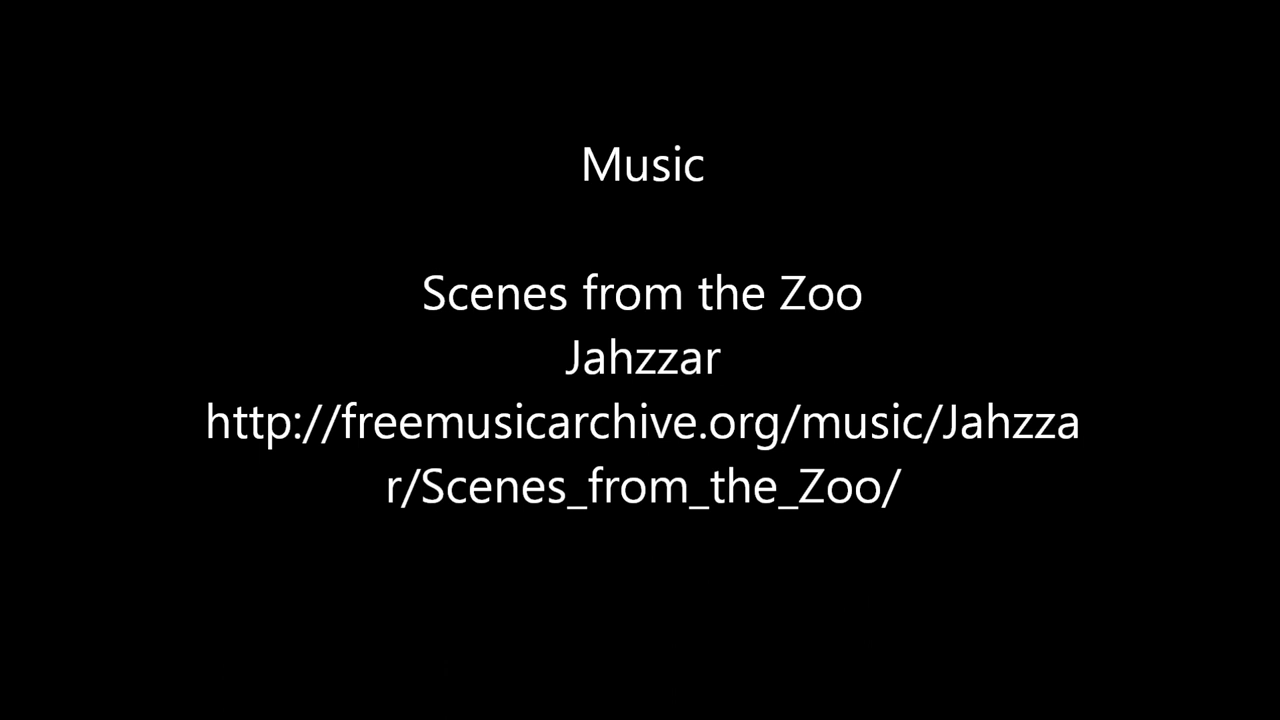 Music
Scenes from the Zoo
Jahzzar
http://freemusicarchive.org/music/Jahzza
r/Scenes_from_the_Zoo/